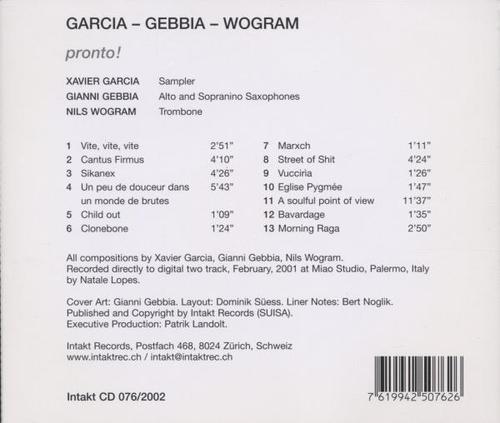 GARCIA – GEBBIA – WOGRAM
pronto!
XAVIER GARCIA Sampler
GIANNI GEBBIA Alto and Sopranino Saxophones
NILS WOGRAM Trombone
1 Vite, vite, vite 2'51"
2 Cantus Firmus 4'10"
3 Sikanex 4'26"
4 Un peu de douceur dans 5'43"
un monde de brutes
5 Child out 1'09"
6 Clonebone 1'24"
7 Marxch 1'11"
8 Street of Shit 4'24"
9 Vucciria 1'26"
10 Eglise Pygmée 1'47"
11 A soulful point of view 11'37"
12 Bavardage 1'35"
13 Morning Raga 2'50"
All compositions by Xavier Garcia, Gianni Gebbia, Nils Wogram.
Recorded directly to digital two track, February, 2001 at Miao Studio, Palermo, Italy
by Natale Lopes.
Cover Art: Gianni Gebbia. Layout: Dominik Süess. Liner Notes: Bert Noglik.
Published and Copyright by Intakt Records (SUISA).
Executive Production: Patrik Landolt.
Intakt Records, Postfach 468, 8024 Zürich, Schweiz
www.intaktrec.ch / intakt@intaktrec.ch
Intakt CD 076/2002
7 619942 507626